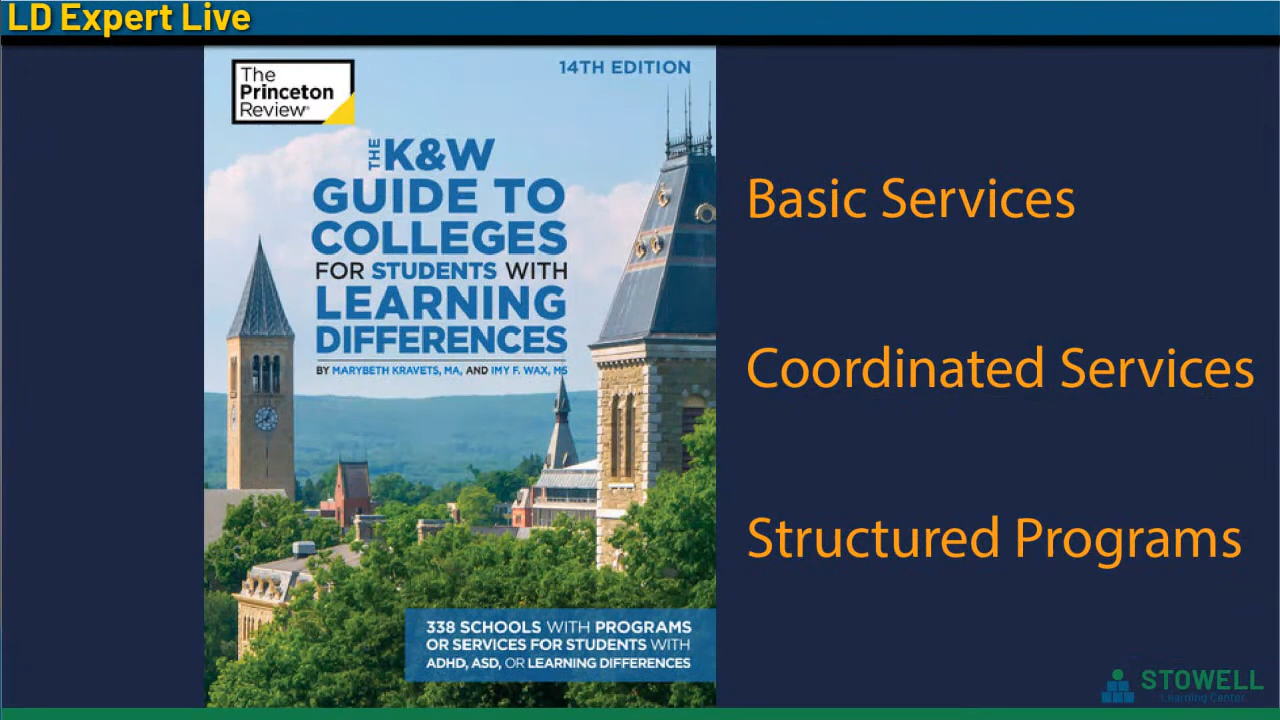 LD Expert Live
The
Princeton
Review®
14TH EDITION
THE K&W
GUIDE TO
COLLEGES
FOR STUDENTS WITH
LEARNING
DIFFERENCES
BY MARYBETH KRAVETS, MA, AND IMY F. WAX, MS
338 SCHOOLS WITH PROGRAMS
OR SERVICES FOR STUDENTS WITH
ADHD, ASD, OR LEARNING DIFFERENCES
Basic Services
Coordinated Services
Structured Programs
STOWELL
Learning Center